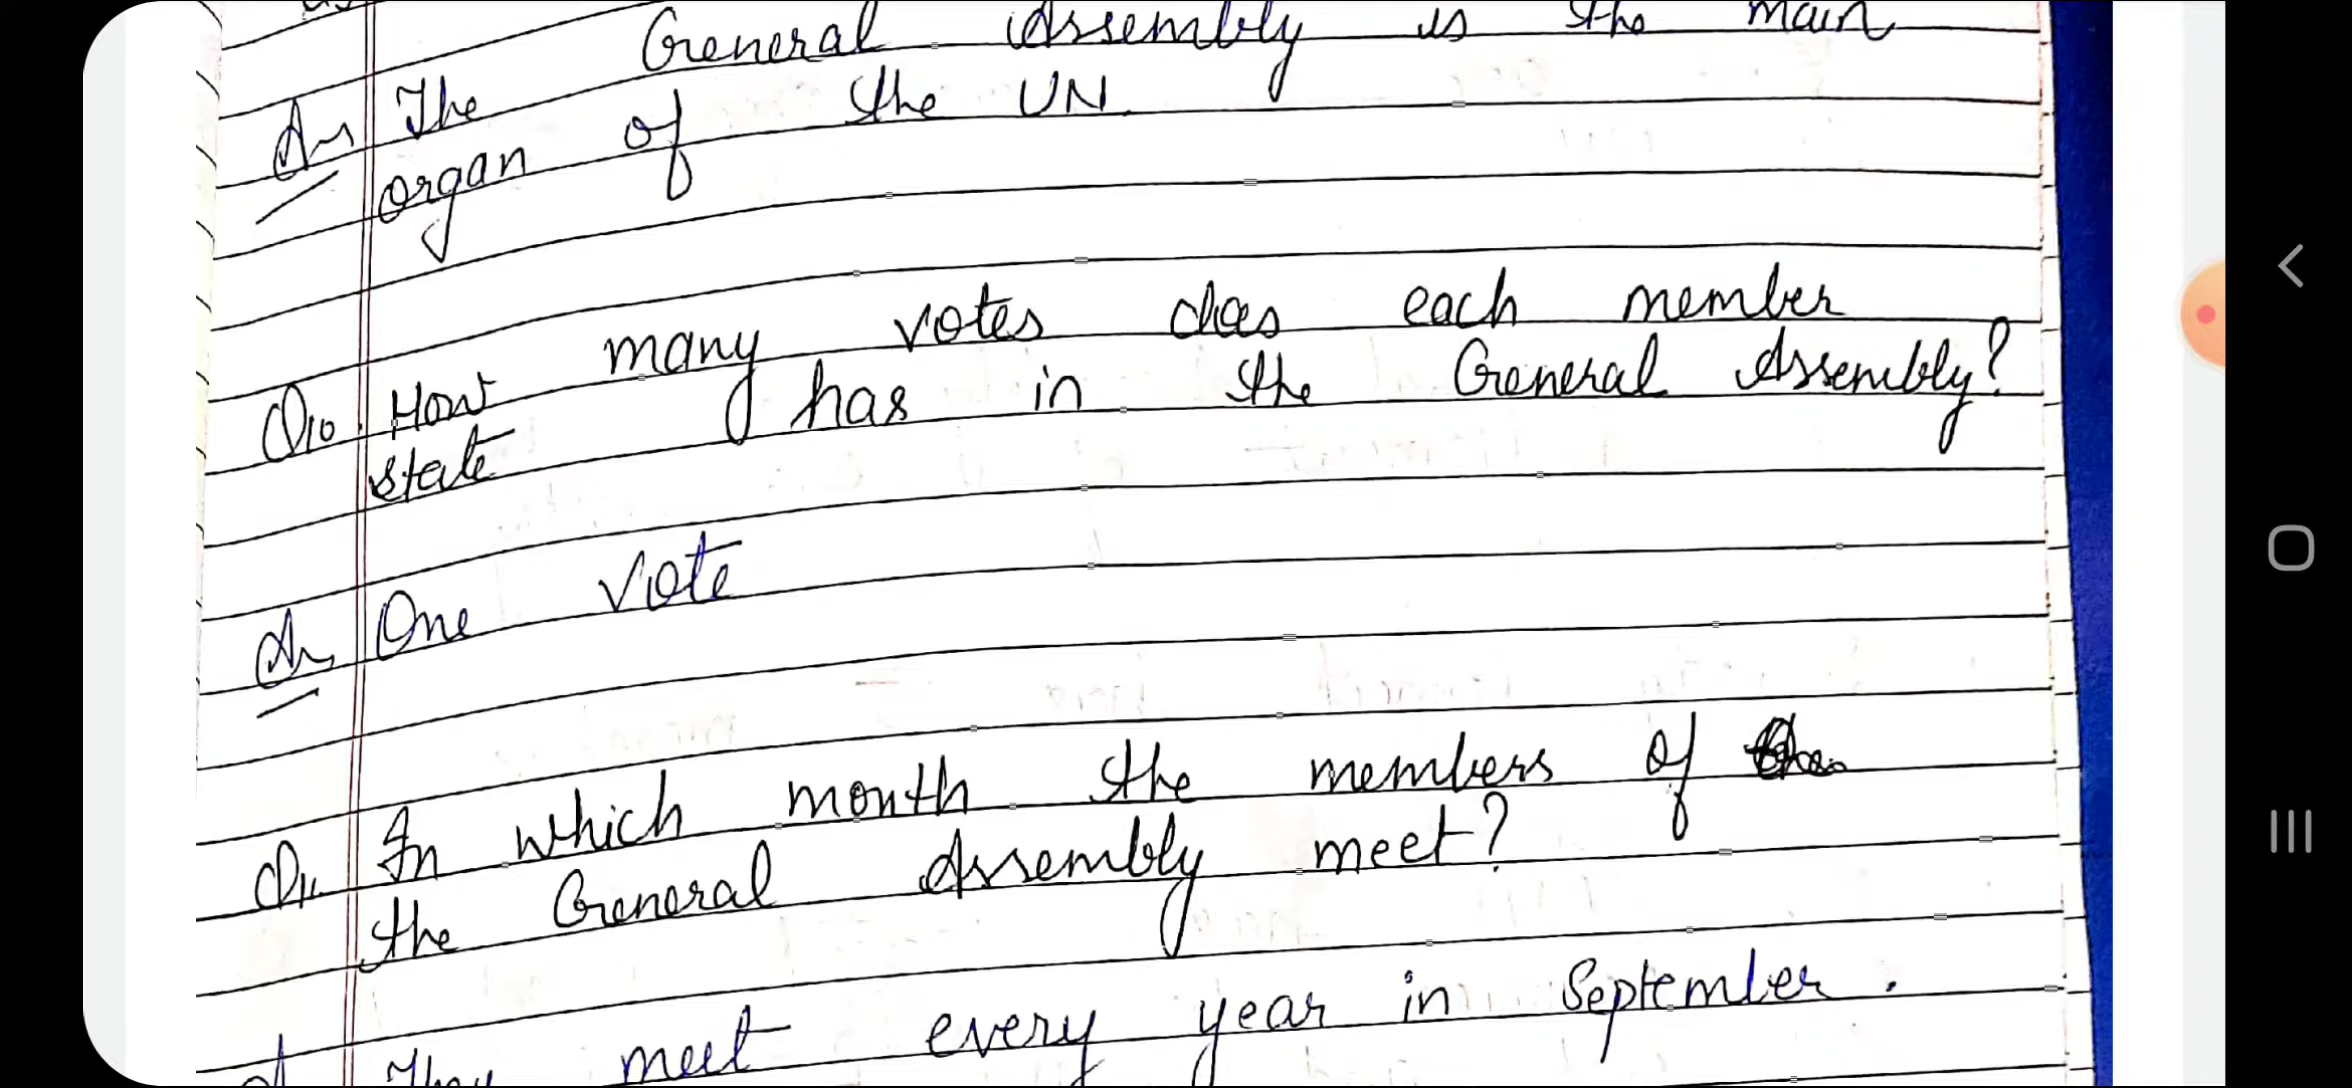 Ans The General Assembly is the main
organ of the UN.
Q10. How many votes does each member
state has in the General Assembly?
Ans One vote
Q11. In which month the members of
the General Assembly meet?
They meet every year in September.